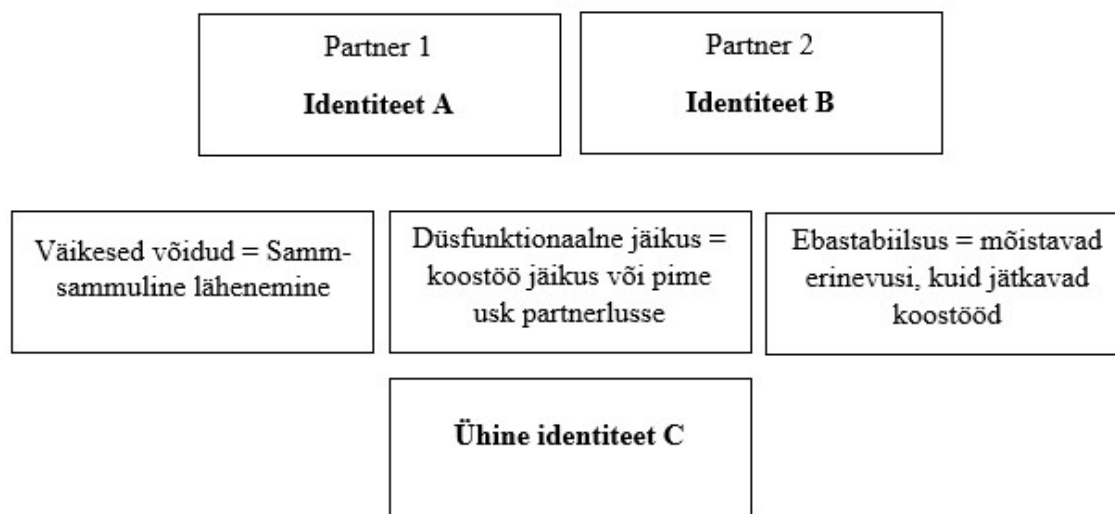 Partner 1
Identiteet A
Partner 2
Identiteet B
Väikesed võidud = Samm-
sammuline lähenemine
Düsfunktionaalne jäikus =
koostöö jäikus või pime
usk partnerlusse
Ebastabiilsus = mõistavad
erinevusi, kuid jätkavad
koostööd
Ühine identiteet C